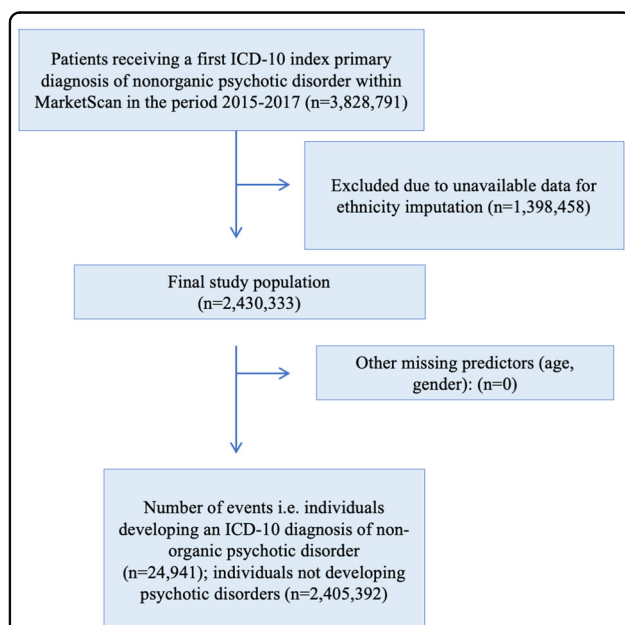 Patients receiving a first ICD-10 index primary
diagnosis of nonorganic psychotic disorder within
MarketScan in the period 2015-2017 (n=3,828,791)
Excluded due to unavailable data for
ethnicity imputation (n=1,398,458)
Final study population
(n=2,430,333)
Other missing predictors (age,
gender): (n=0)
Number of events i.e. individuals
developing an ICD-10 diagnosis of non-
organic psychotic disorder
(n=24,941); individuals not developing
psychotic disorders (n=2,405,392)